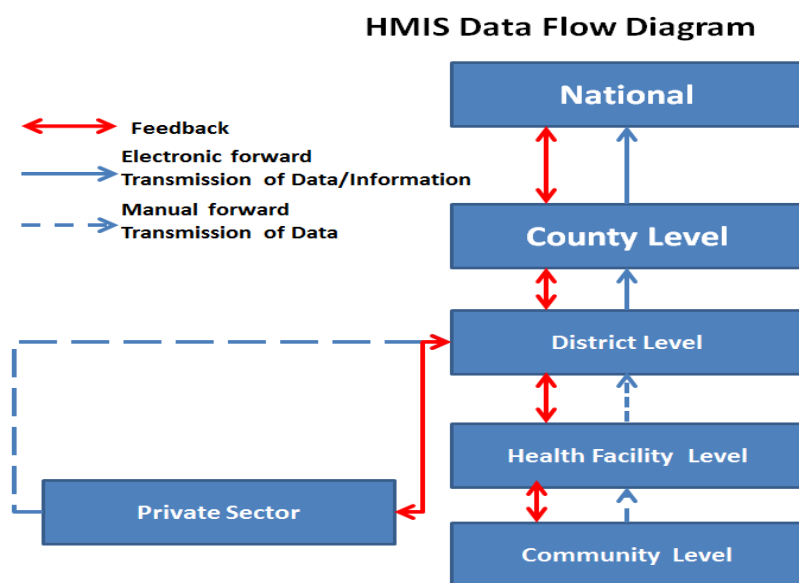 HMIS Data Flow Diagram
National
Feedback
Electronic forward
Transmission of Data/Information
Manual forward
Transmission of Data
County Level
District Level
Health Facility Level
Private Sector
Community Level